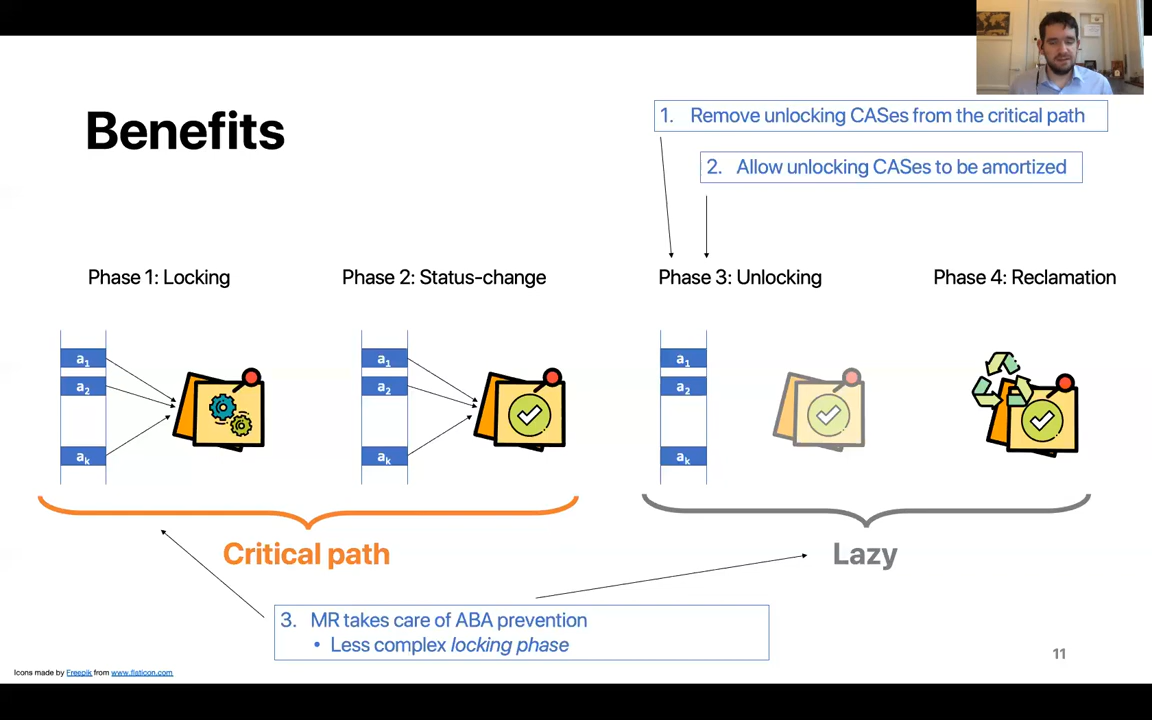 Benefits
1. Remove unlocking CASes from the critical path
2. Allow unlocking CASes to be amortized
Phase 1: Locking
Phase 2: Status-change
Phase 3: Unlocking
Phase 4: Reclamation
a1
a2
ak
a1
a2
ak
a1
a2
ak
Critical path
Lazy
3. MR takes care of ABA prevention
• Less complex locking phase
11
Icons made by Freepik from www.flaticon.com